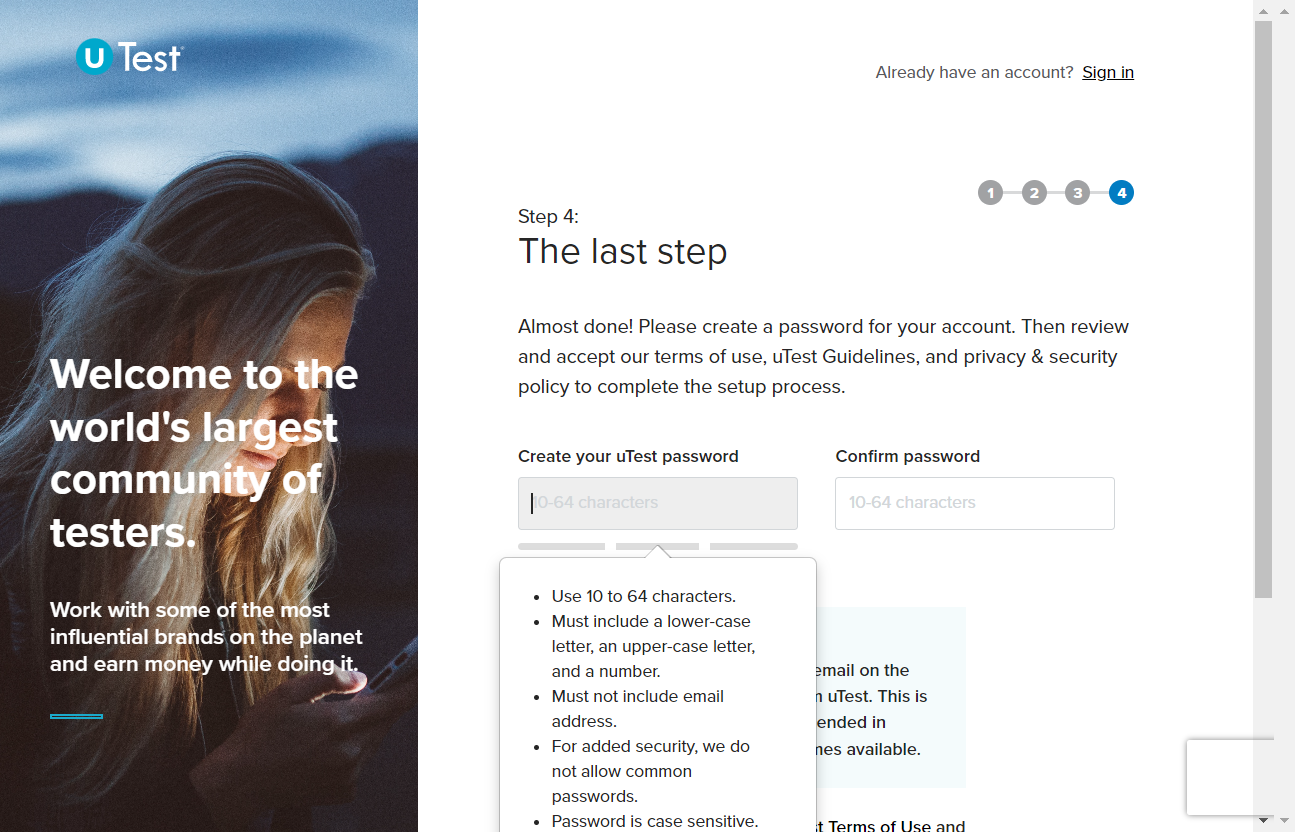 U Test
Already have an account? Sign in
1 2 3 4
Step 4:
The last step
Almost done! Please create a password for your account. Then review
and accept our terms of use, uTest Guidelines, and privacy & security
policy to complete the setup process.
Create your uTest password
Confirm password
10-64 characters
10-64 characters
Use 10 to 64 characters.
Must include a lower-case
letter, an upper-case letter,
and a number.
Must not include email
address.
For added security, we do
not allow common
passwords.
Password is case sensitive.
email on the
uTest. This is
ended in
mes available.
Terms of Use and
Welcome to the
world's largest
community of
testers.
Work with some of the most
influential brands on the planet
and earn money while doing it.